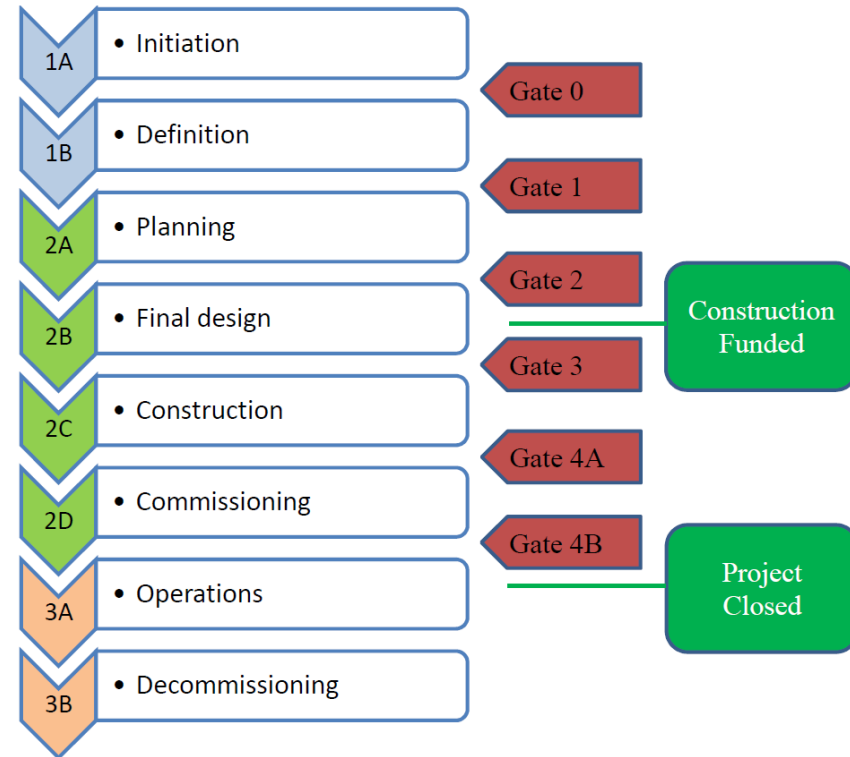 1A
• Initiation
Gate 0
1B
• Definition
Gate 1
2A
• Planning
Gate 2
Construction
Funded
2B
• Final design
Gate 3
2C
• Construction
Gate 4A
2D
• Commissioning
Gate 4B
Project
Closed
3A
• Operations
3B
• Decommissioning